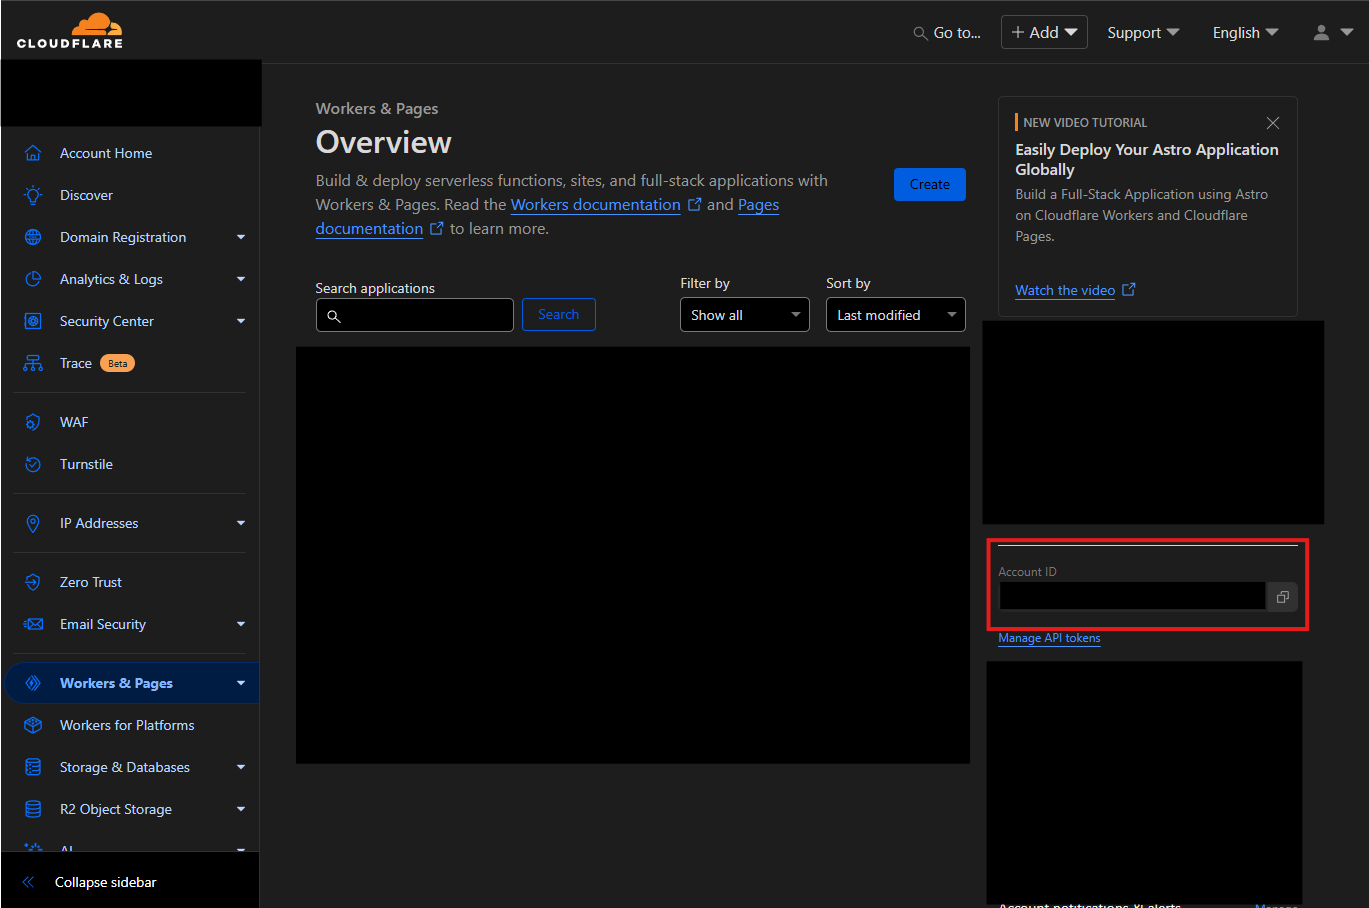 CLOUDFLARE
Go to...
+ Add
Support
English
Account Home
Discover
Domain Registration
Analytics & Logs
Security Center
Trace Beta
WAF
Turnstile
IP Addresses
Zero Trust
Email Security
Workers & Pages
Workers for Platforms
Storage & Databases
R2 Object Storage
AI
Collapse sidebar
Workers & Pages
Overview
Build & deploy serverless functions, sites, and full-stack applications with
Workers & Pages. Read the Workers documentation and Pages
documentation to learn more.
Create
Search applications
Search
Filter by
Show all
Sort by
Last modified
NEW VIDEO TUTORIAL
Easily Deploy Your Astro Application
Globally
Build a Full-Stack Application using Astro
on Cloudflare Workers and Cloudflare
Pages.
Watch the video
Account ID
Manage API tokens
Account notifications & alerts
Manage